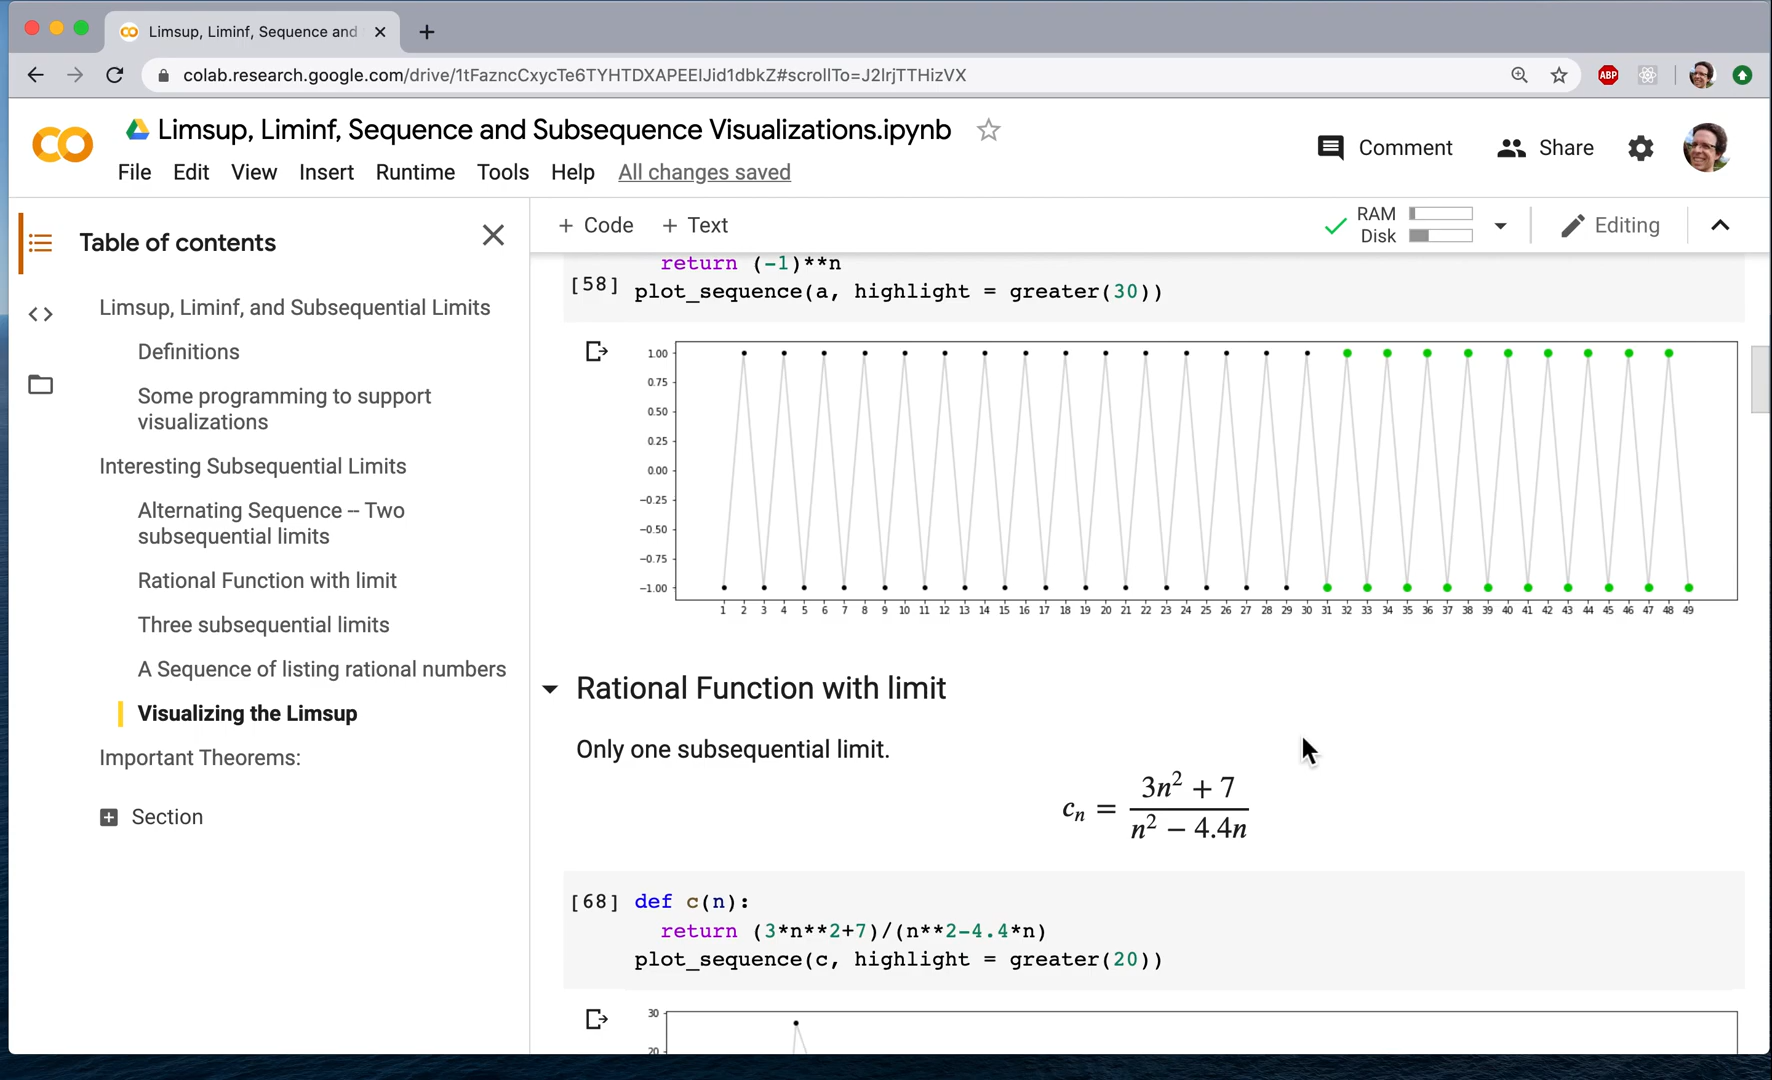 Limsup, Liminf, Sequence and
colab.research.google.com/drive/1tFazncCxycTe6TYHTDXAPEEIJid1dbkZ#scrollTo=J2lrjTTHizVX
ABP
Limsup, Liminf, Sequence and Subsequence Visualizations.ipynb
File Edit View Insert Runtime Tools Help All changes saved
Comment Share
Table of contents
Limsup, Liminf, and Subsequential Limits
Definitions
Some programming to support
visualizations
Interesting Subsequential Limits
Alternating Sequence -- Two
subsequential limits
Rational Function with limit
Three subsequential limits
A Sequence of listing rational numbers
Visualizing the Limsup
Important Theorems:
Section
+ Code + Text
RAM
Disk
Editing
return (-1)**n
[58] plot_sequence(a, highlight = greater(30))
1.00
0.75
0.50
0.25
0.00
−0.25
−0.50
−0.75
−1.00
1 2 3 4 5 6 7 8 9 10 11 12 13 14 15 16 17 18 19 20 21 22 23 24 25 26 27 28 29 30 31 32 33 34 35 36 37 38 39 40 41 42 43 44 45 46 47 48 49
Rational Function with limit
Only one subsequential limit.
cₙ = (3n² + 7)/(n² − 4.4n)
[68] def c(n):
return (3*n**2+7)/(n**2-4.4*n)
plot_sequence(c, highlight = greater(20))
30
20